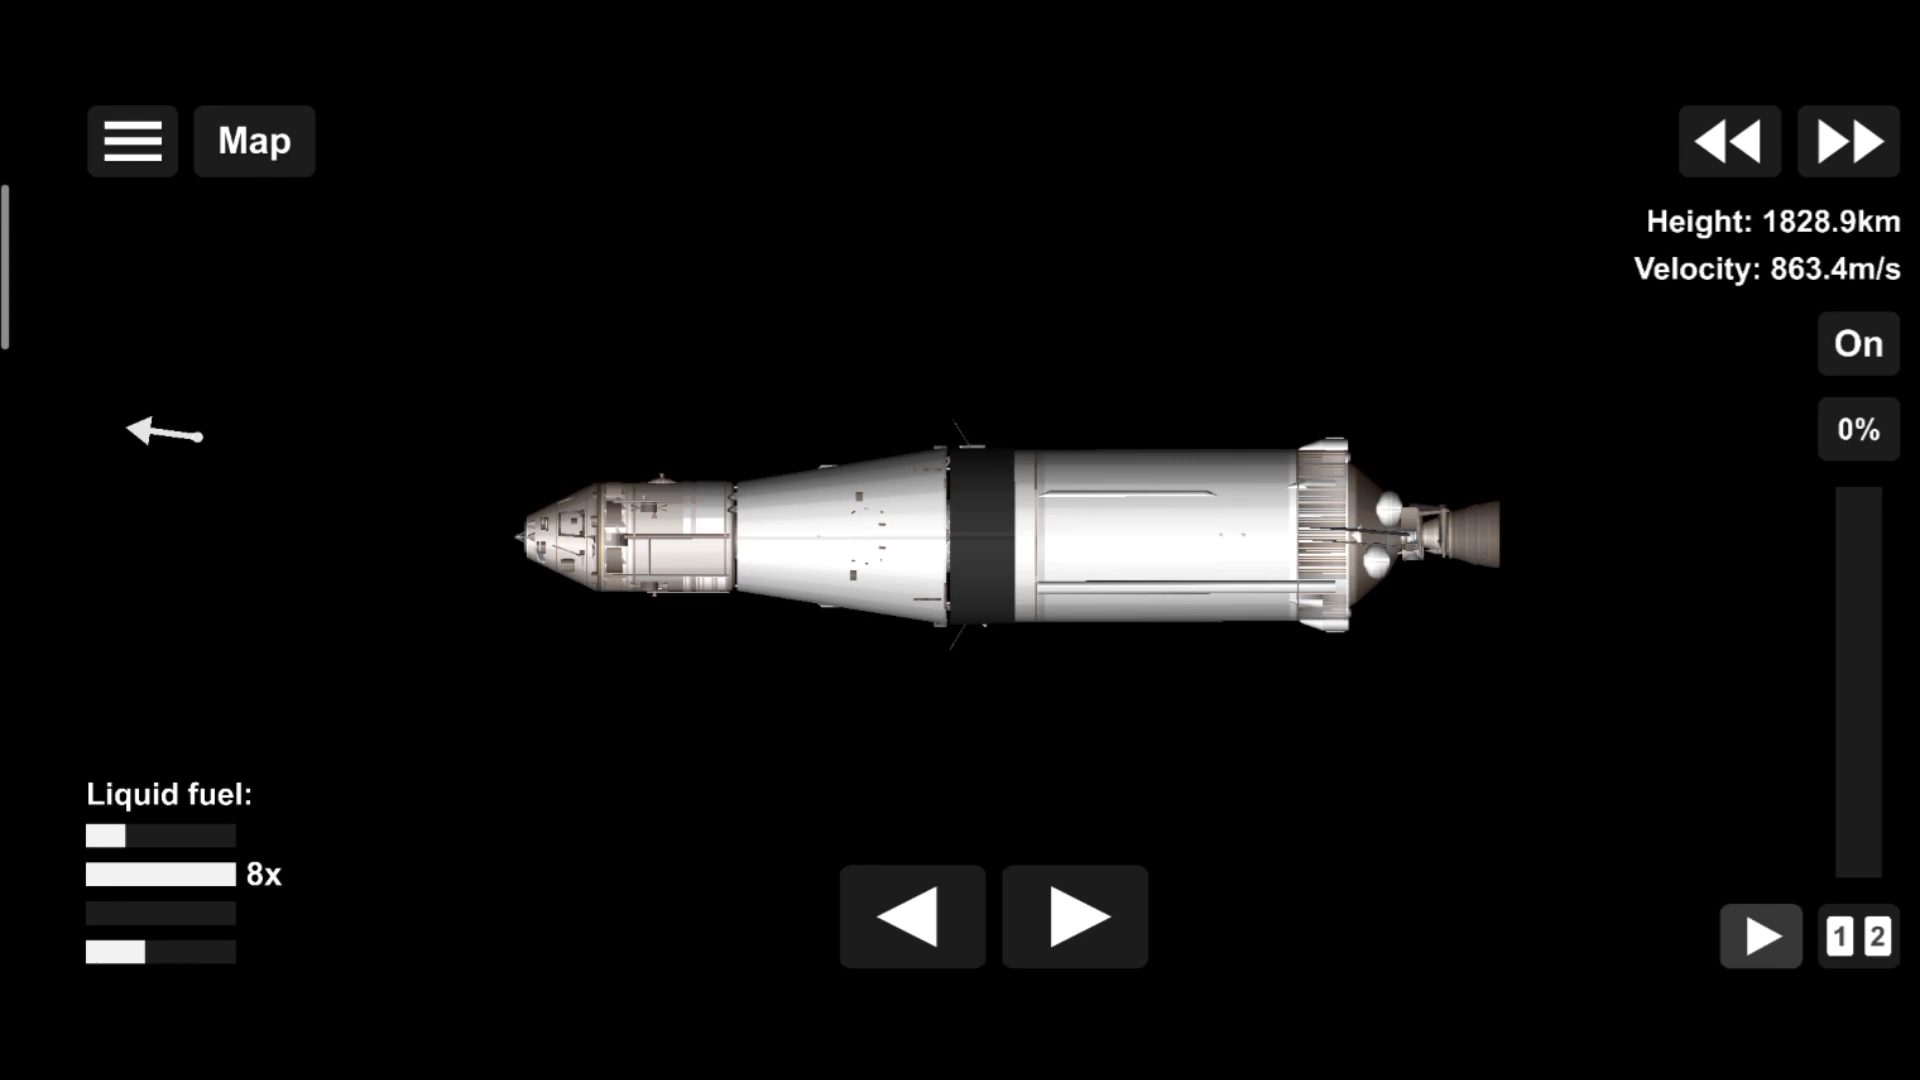 Map
Height: 1828.9km
Velocity: 863.4m/s
On
0%
Liquid fuel:
8x
1 2